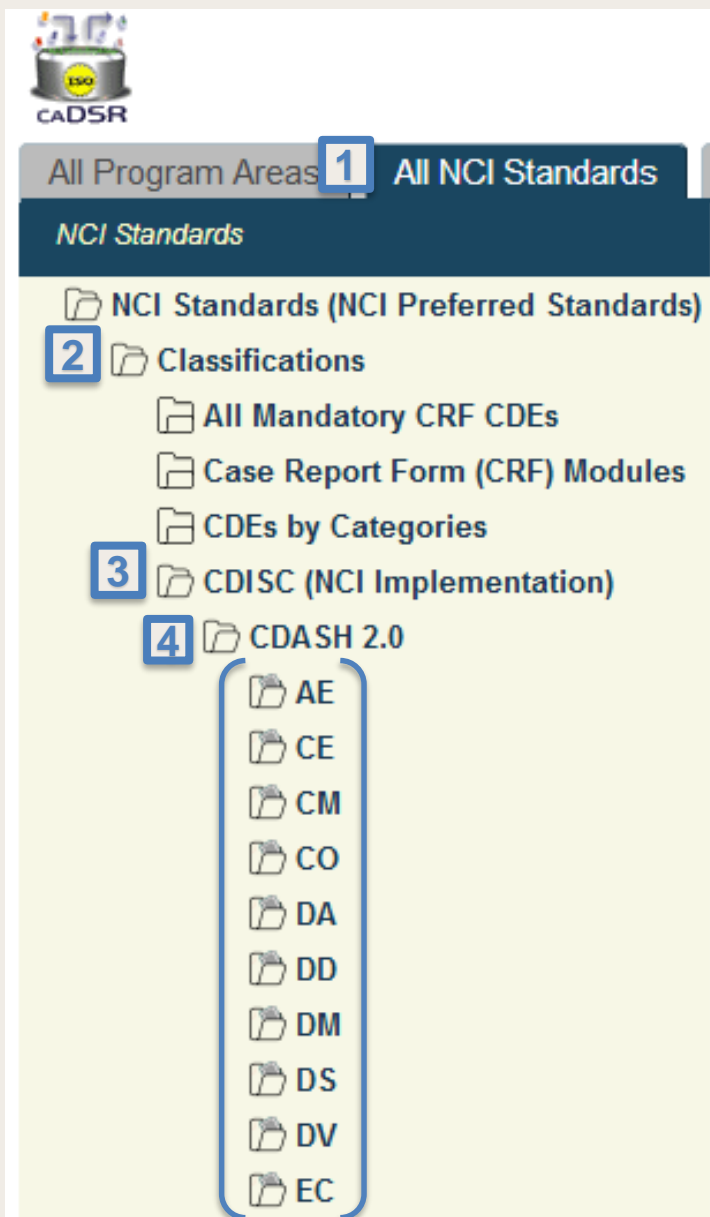 ISO
caDSR
All Program Areas 1 All NCI Standards
NCI Standards
NCI Standards (NCI Preferred Standards)
2 Classifications
All Mandatory CRF CDEs
Case Report Form (CRF) Modules
CDEs by Categories
3 CDISC (NCI Implementation)
4 CDASH 2.0
AE
CE
CM
CO
DA
DD
DM
DS
DV
EC